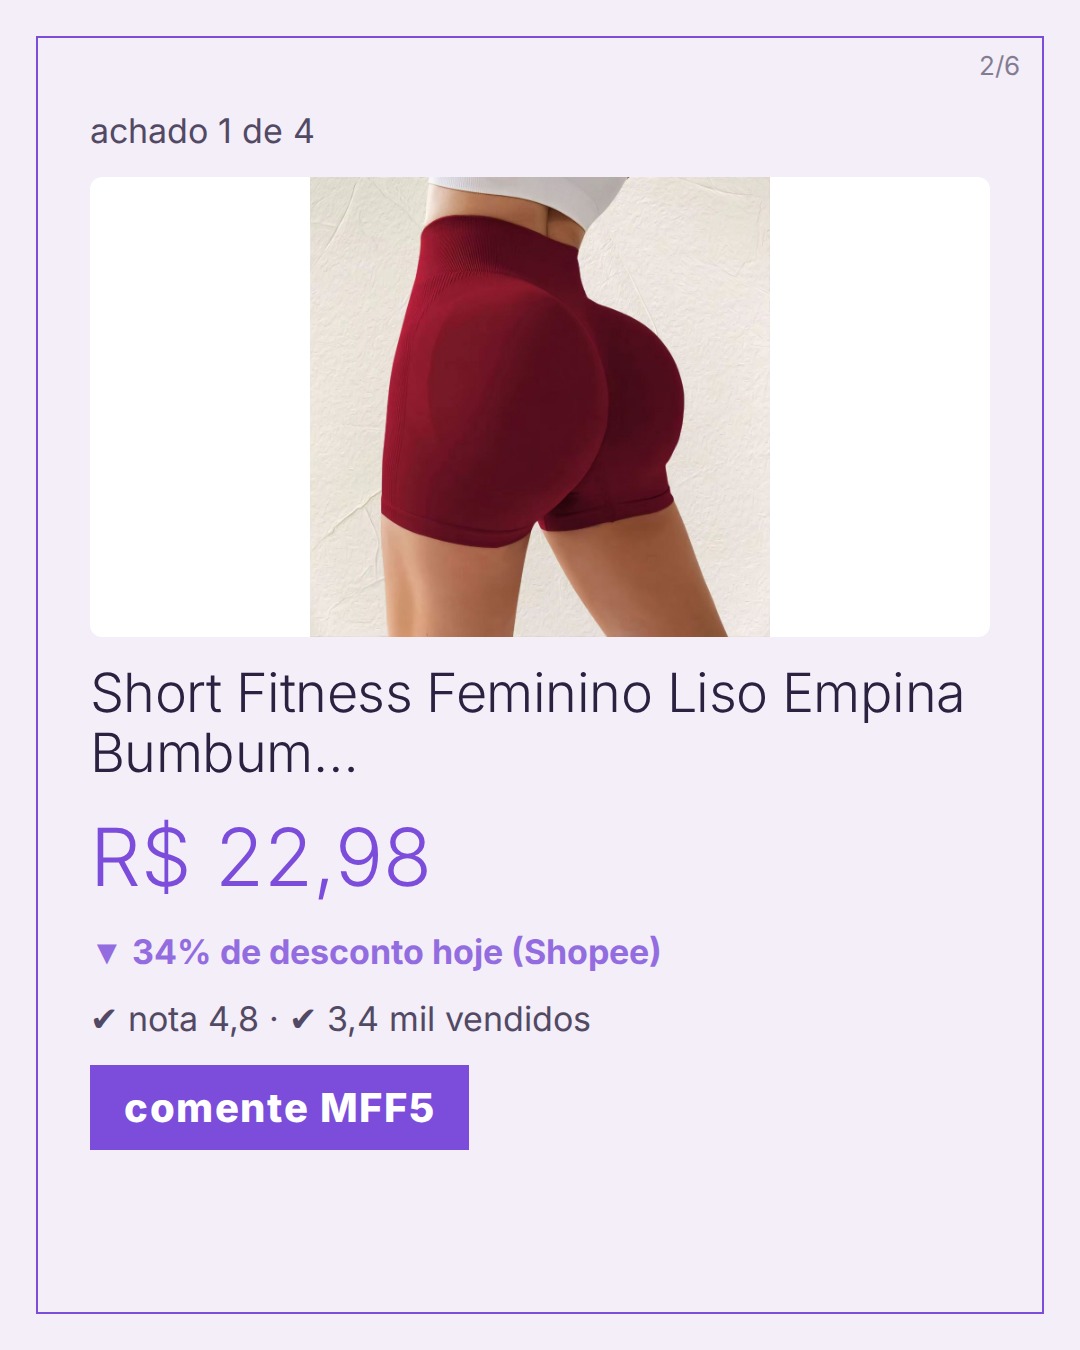 2/6
achado 1 de 4
Short Fitness Feminino Liso Empina
Bumbum...
R$ 22,98
▼ 34% de desconto hoje (Shopee)
✔ nota 4,8 · ✔ 3,4 mil vendidos
comente MFF5